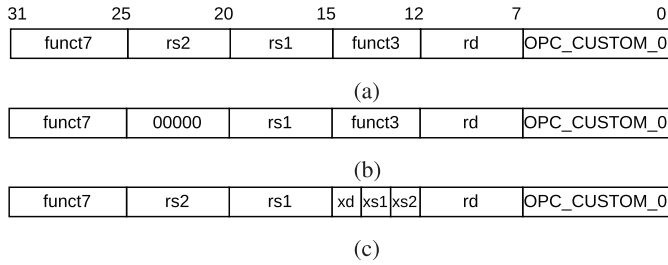 31 25 20 15 12 7 0
funct7 rs2 rs1 funct3 rd OPC_CUSTOM_0
(a)
funct7 00000 rs1 funct3 rd OPC_CUSTOM_0
(b)
funct7 rs2 rs1 xd xs1 xs2 rd OPC_CUSTOM_0
(c)